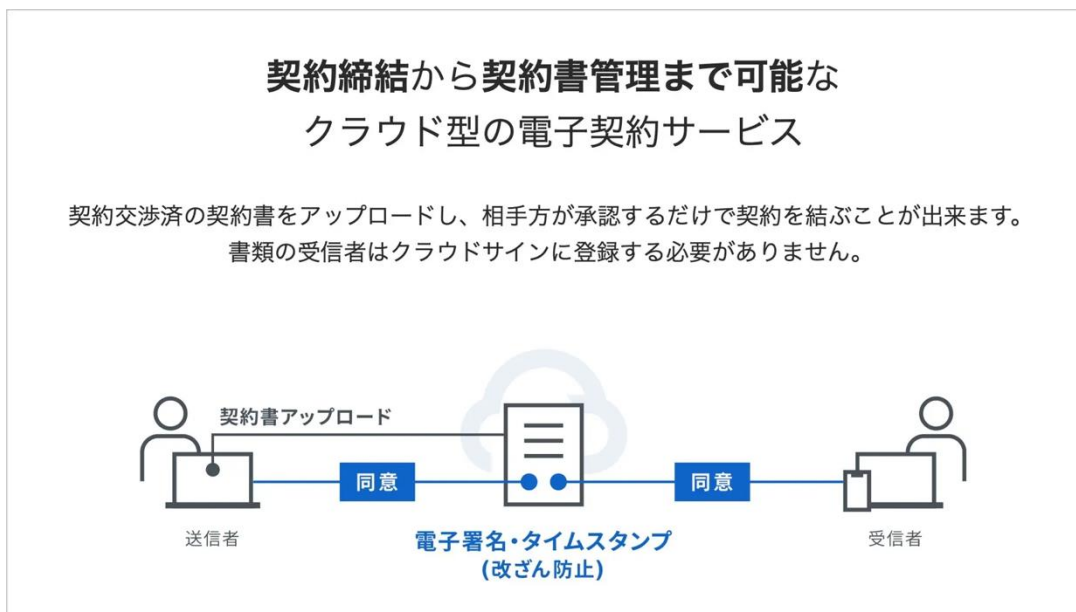 契約締結から契約書管理まで可能な
クラウド型の電子契約サービス
契約交渉済の契約書をアップロードし、相手方が承認するだけで契約を結ぶことが出来ます。
書類の受信者はクラウドサインに登録する必要がありません。
契約書アップロード
同意
同意
送信者
電子署名・タイムスタンプ
(改ざん防止)
受信者